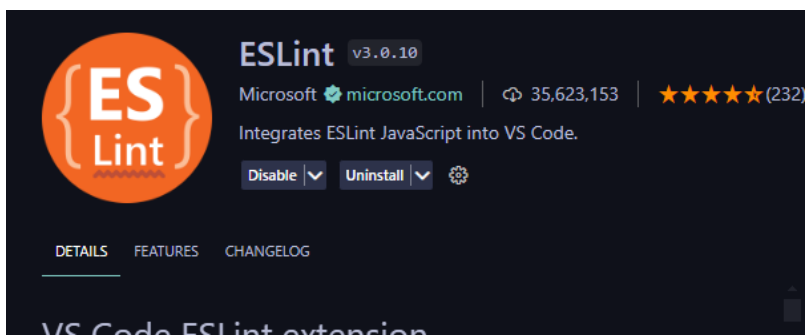 {ES
Lint}
ESLint v3.0.10
Microsoft microsoft.com | 35,623,153 | ★★★★★(232)
Integrates ESLint JavaScript into VS Code.
Disable Uninstall
DETAILS FEATURES CHANGELOG
VS Code ESLint extension